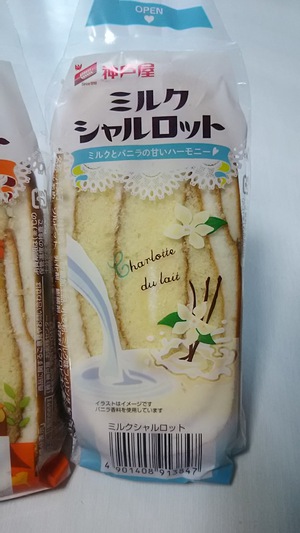 OPEN
神戸屋
ミルク
シャルロット
ミルクとバニラの甘いハーモニー
Charlotte
du lait
イラストはイメージです
バニラ香料を使用しています
ミルクシャルロット
4 901408 913847